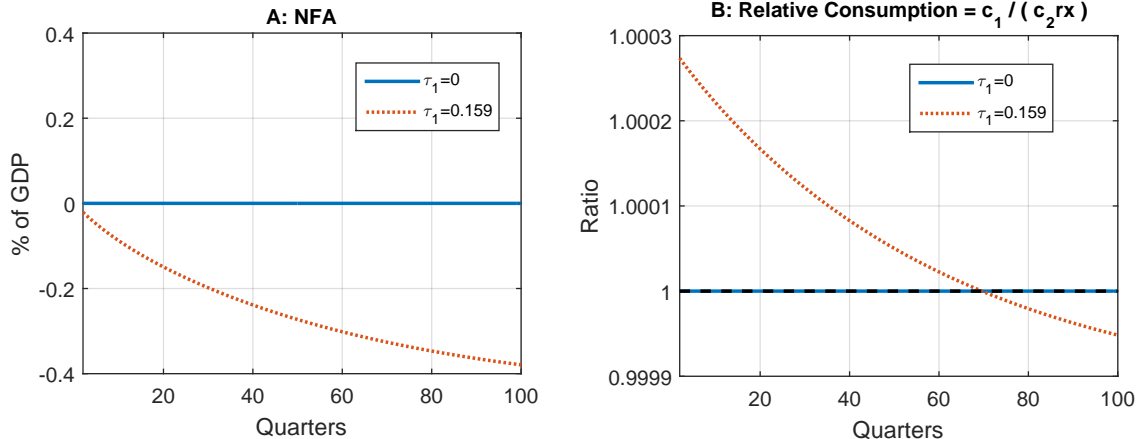 A: NFA
0.4
0.2
0
-0.2
-0.4
% of GDP
20
40
60
80
100
Quarters
τ₁=0
τ₁=0.159
B: Relative Consumption = c₁ / ( c₂rx )
1.0003
1.0002
1.0001
1
0.9999
Ratio
20
40
60
80
100
Quarters
τ₁=0
τ₁=0.159